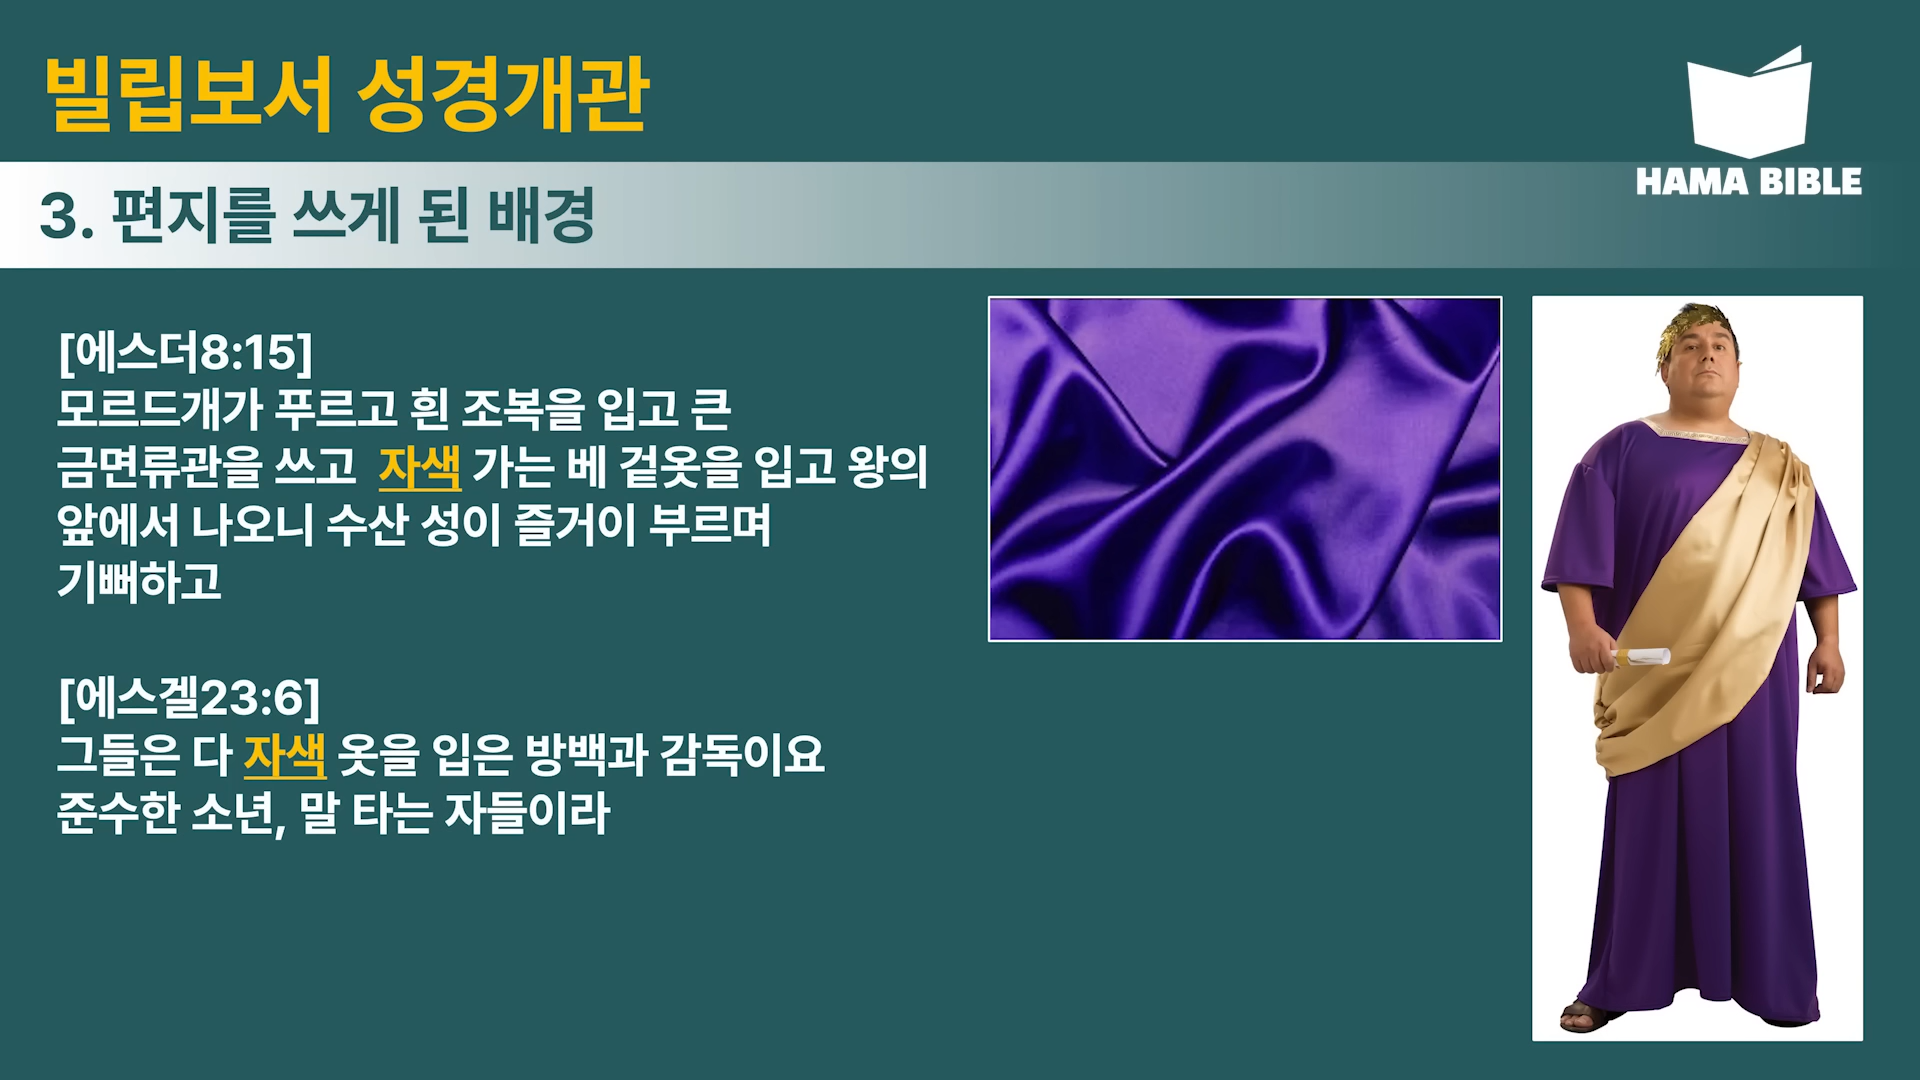 빌립보서 성경개관
HAMA BIBLE
3. 편지를 쓰게 된 배경
[에스더8:15]
모르드개가 푸르고 흰 조복을 입고 큰
금면류관을 쓰고 자색 가는 베 겉옷을 입고 왕의
앞에서 나오니 수산 성이 즐거이 부르며
기뻐하고
[에스겔23:6]
그들은 다 자색 옷을 입은 방백과 감독이요
준수한 소년, 말 타는 자들이라